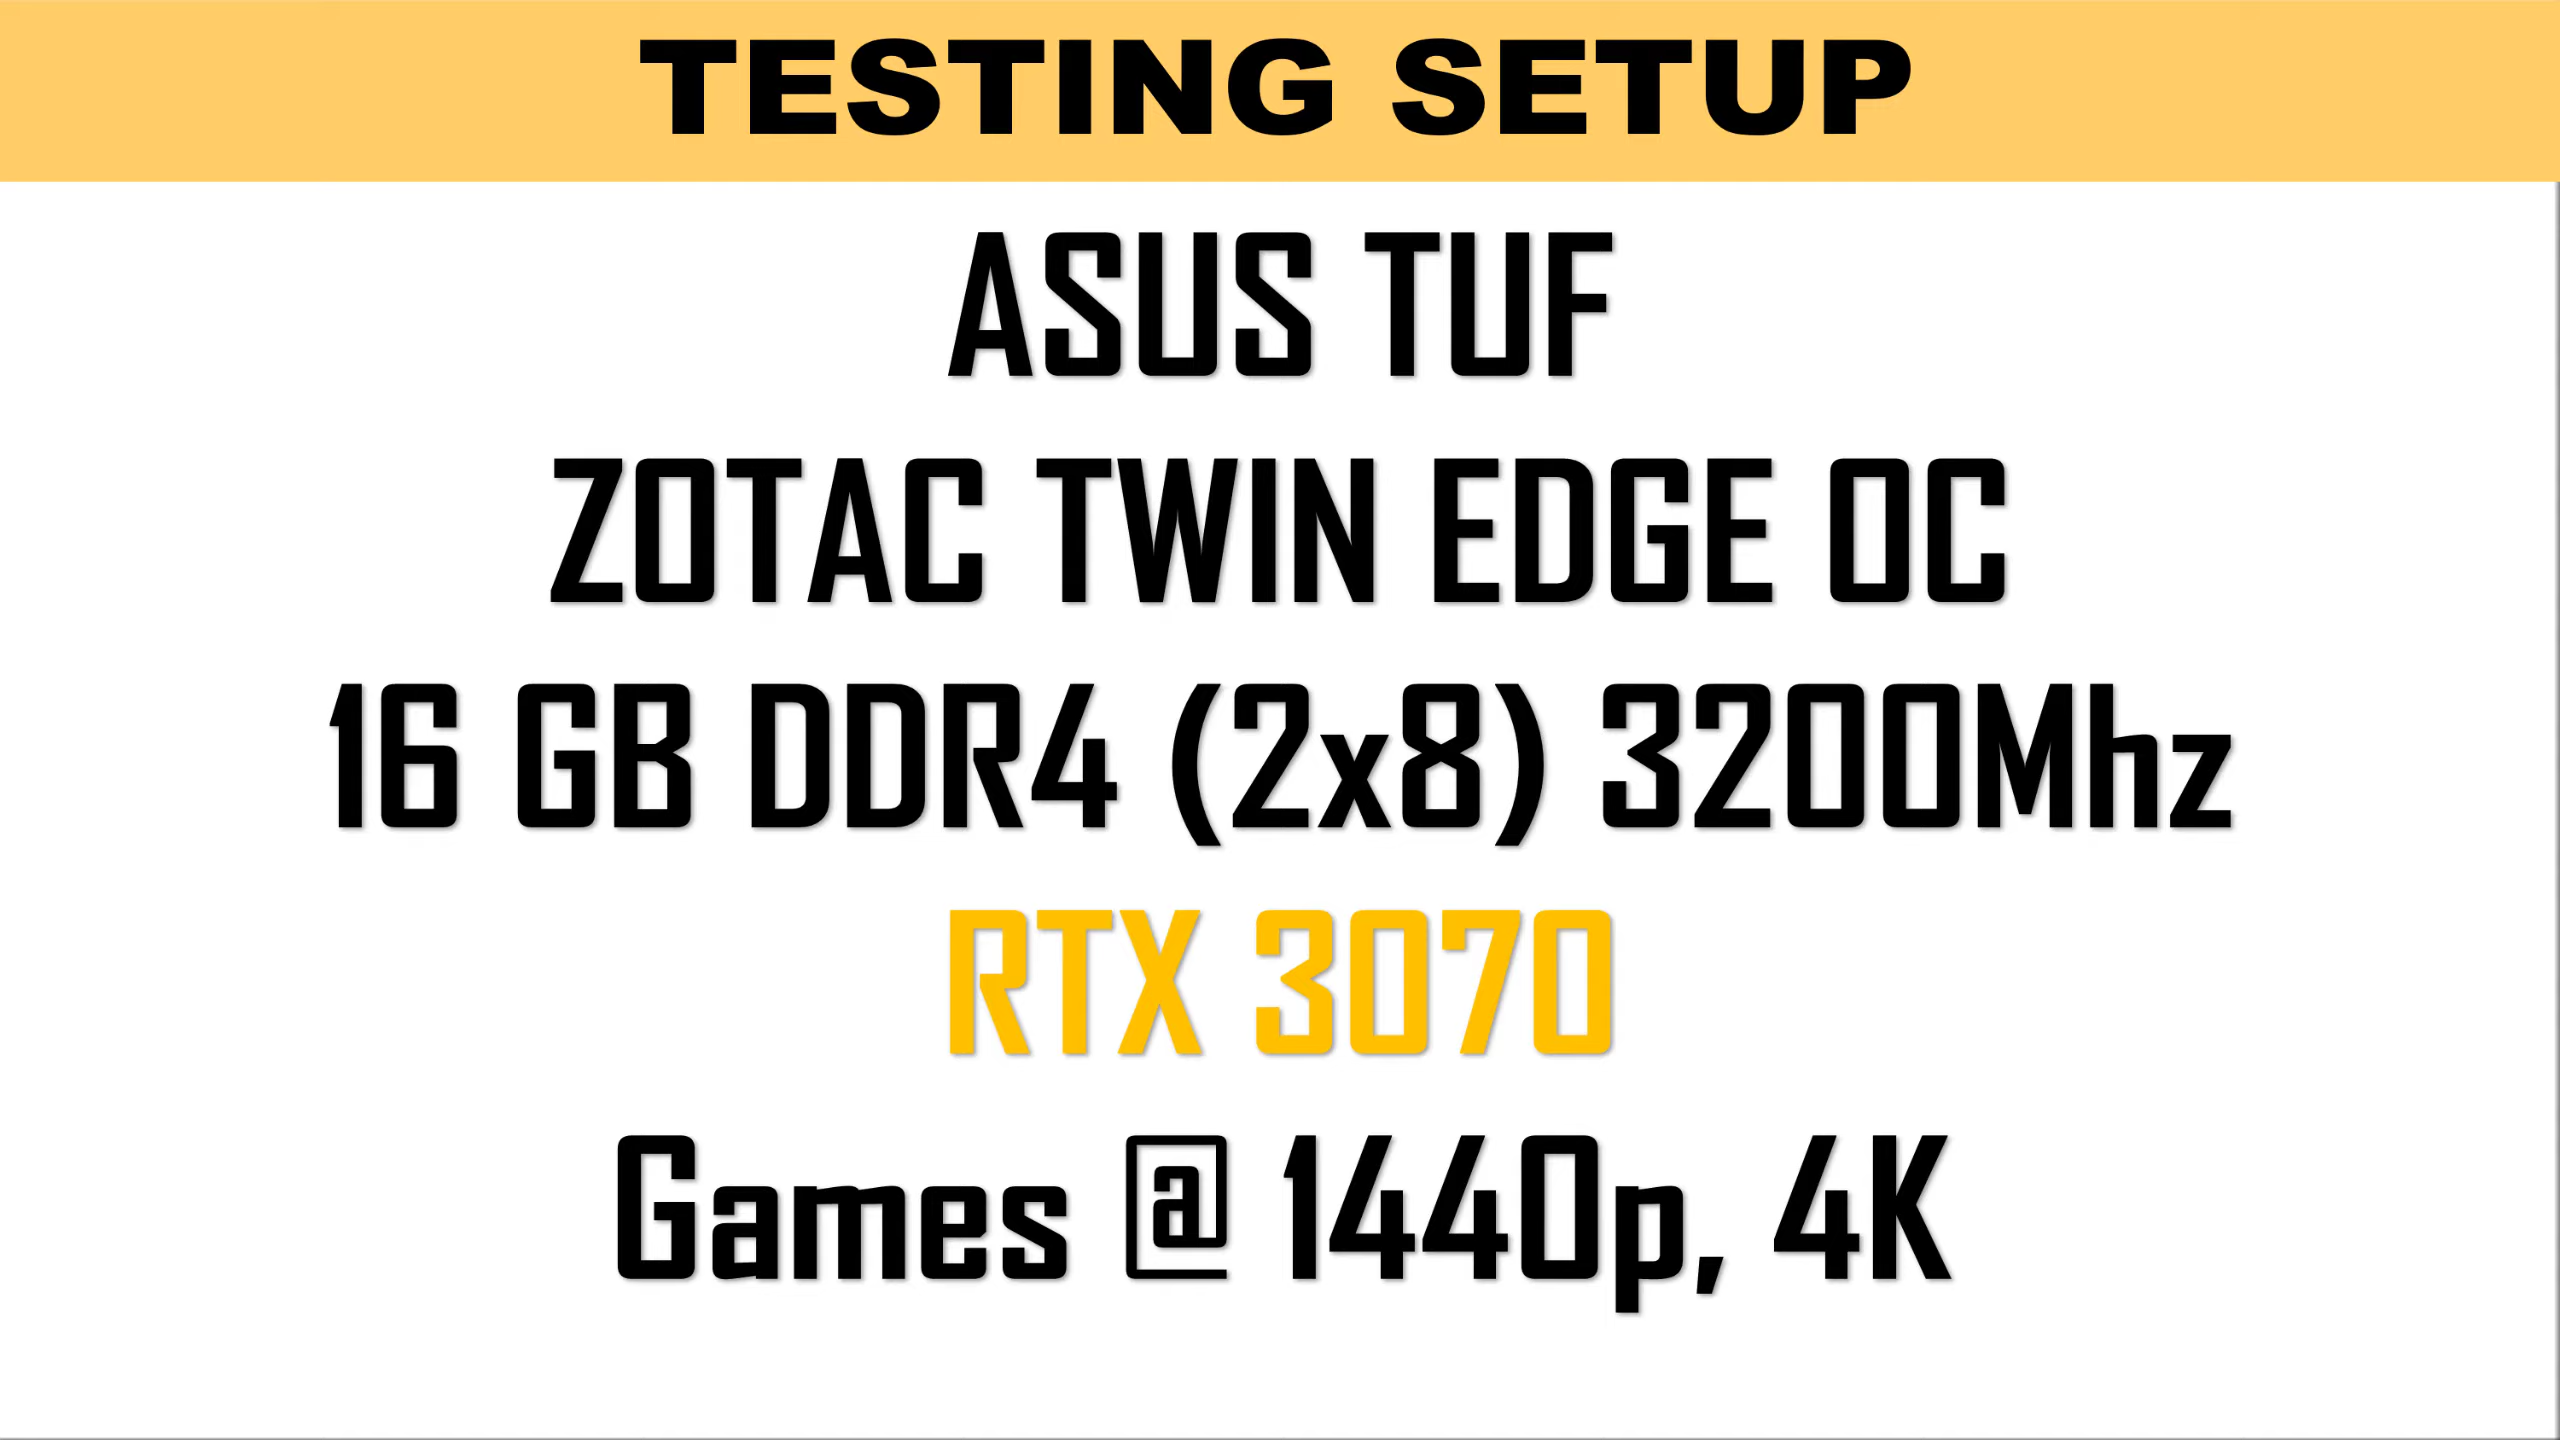 TESTING SETUP
ASUS TUF
ZOTAC TWIN EDGE OC
16 GB DDR4 (2x8) 3200Mhz
RTX 3070
Games @ 1440p, 4K